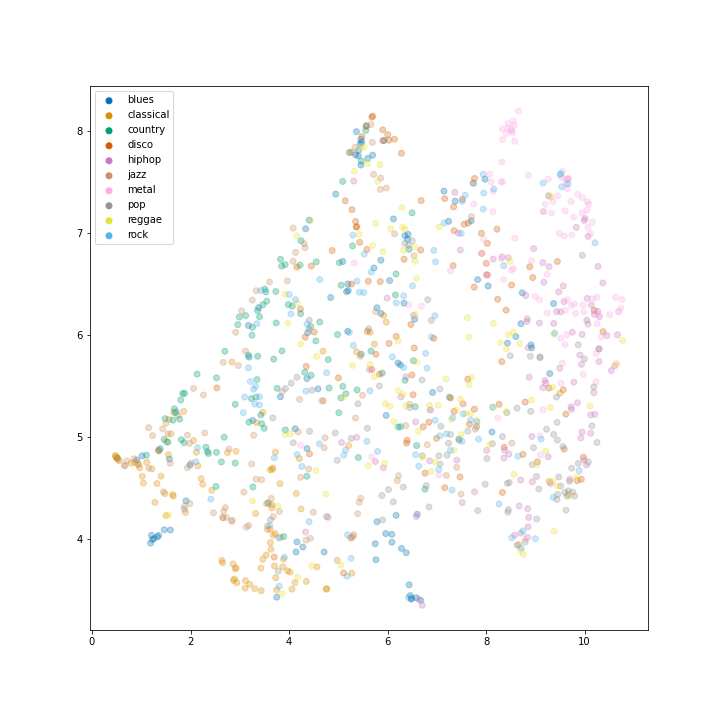 blues
classical
country
disco
hiphop
jazz
metal
pop
reggae
rock
8
7
6
5
4
0 2 4 6 8 10